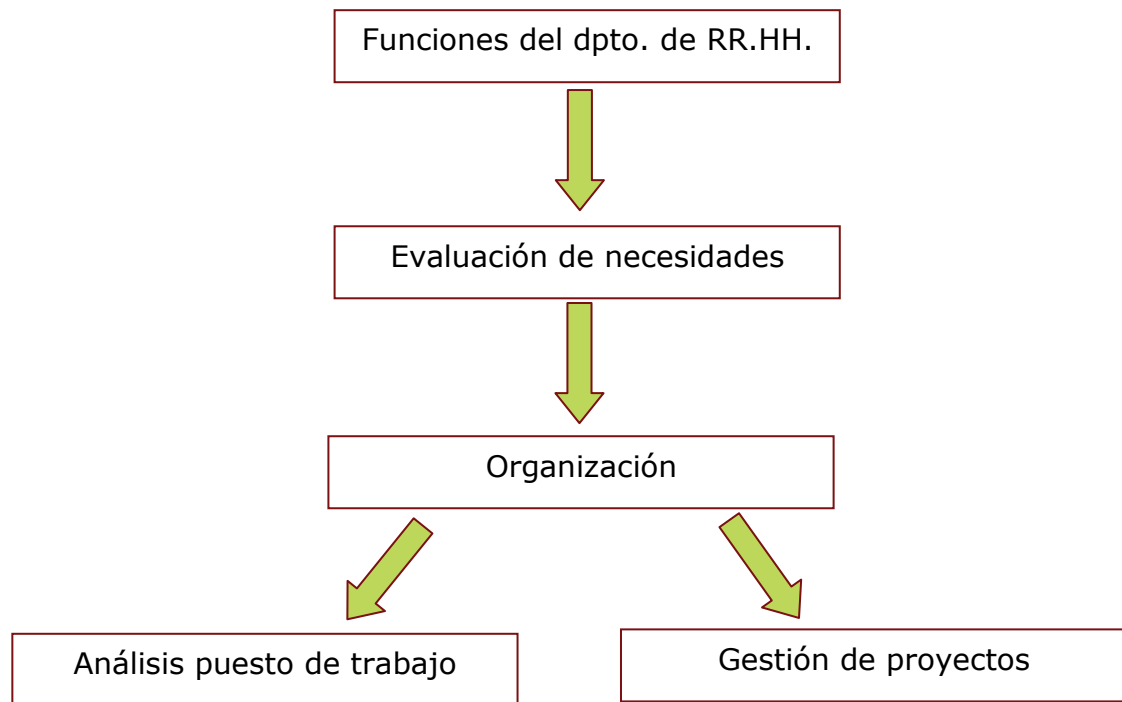 Funciones del dpto. de RR.HH.
Evaluación de necesidades
Organización
Análisis puesto de trabajo
Gestión de proyectos